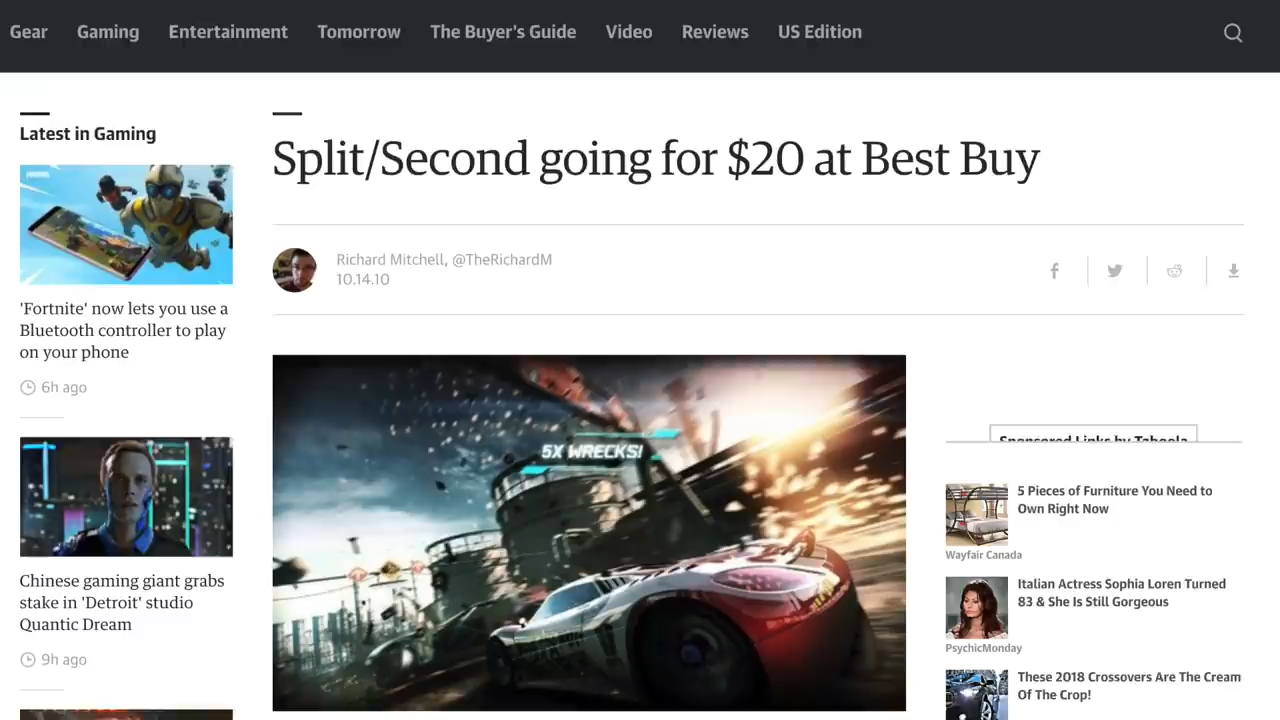 Gear Gaming Entertainment Tomorrow The Buyer's Guide Video Reviews US Edition
Latest in Gaming
'Fortnite' now lets you use a
Bluetooth controller to play
on your phone
6h ago
Chinese gaming giant grabs
stake in 'Detroit' studio
Quantic Dream
9h ago
Split/Second going for $20 at Best Buy
Richard Mitchell, @TheRichardM
10.14.10
5X WRECKS!
Sponsored Links by Taboola
5 Pieces of Furniture You Need to
Own Right Now
Wayfair Canada
Italian Actress Sophia Loren Turned
83 & She Is Still Gorgeous
PsychicMonday
These 2018 Crossovers Are The Cream
Of The Crop!